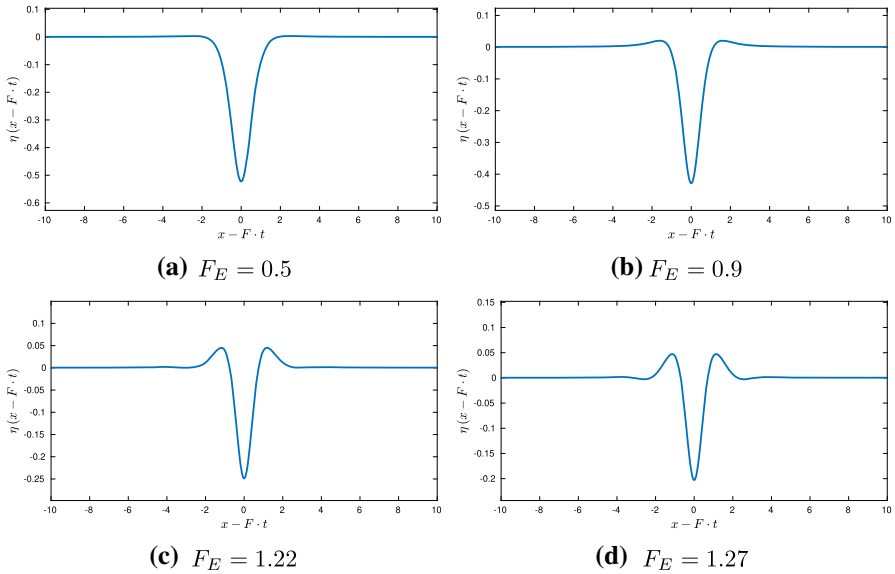 0.1
0
-0.1
-0.2
-0.3
-0.4
-0.5
-0.6
η (x − F · t)
-10 -8 -6 -4 -2 0 2 4 6 8 10
x − F · t
(a) F_E = 0.5
0.1
0
-0.1
-0.2
-0.3
-0.4
-0.5
η (x − F · t)
-10 -8 -6 -4 -2 0 2 4 6 8 10
x − F · t
(b) F_E = 0.9
0.1
0.05
0
-0.05
-0.1
-0.15
-0.2
-0.25
η (x − F · t)
-10 -8 -6 -4 -2 0 2 4 6 8 10
x − F · t
(c) F_E = 1.22
0.15
0.1
0.05
0
-0.05
-0.1
-0.15
-0.2
η (x − F · t)
-10 -8 -6 -4 -2 0 2 4 6 8 10
x − F · t
(d) F_E = 1.27